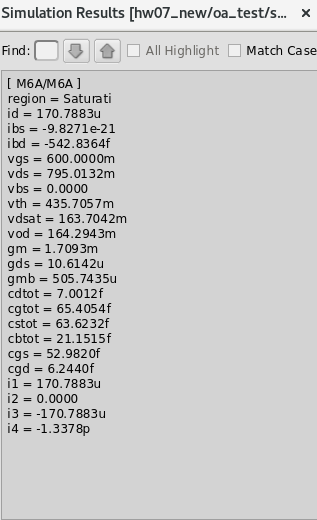 Simulation Results [hw07_new/oa_test/s... ×
Find: All Highlight Match Case
[ M6A/M6A ]
region = Saturati
id = 170.7883u
ibs = -9.8271e-21
ibd = -542.8364f
vgs = 600.0000m
vds = 795.0132m
vbs = 0.0000
vth = 435.7057m
vdsat = 163.7042m
vod = 164.2943m
gm = 1.7093m
gds = 10.6142u
gmb = 505.7435u
cdtot = 7.0012f
cgtot = 65.4054f
cstot = 63.6232f
cbtot = 21.1515f
cgs = 52.9820f
cgd = 6.2440f
i1 = 170.7883u
i2 = 0.0000
i3 = -170.7883u
i4 = -1.3378p